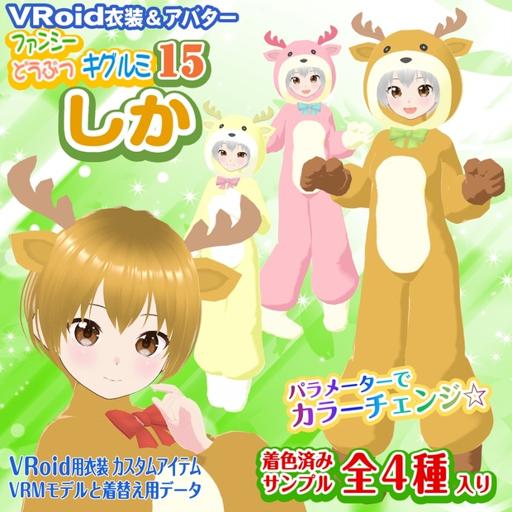 VRoid衣装&アバター
ファンシー
どうぶつ キグルミ 15
しか
パラメーターで
カラーチェンジ☆
VRoid用衣装 カスタムアイテム
VRMモデルと着替え用データ
着色済み
サンプル 全4種入り